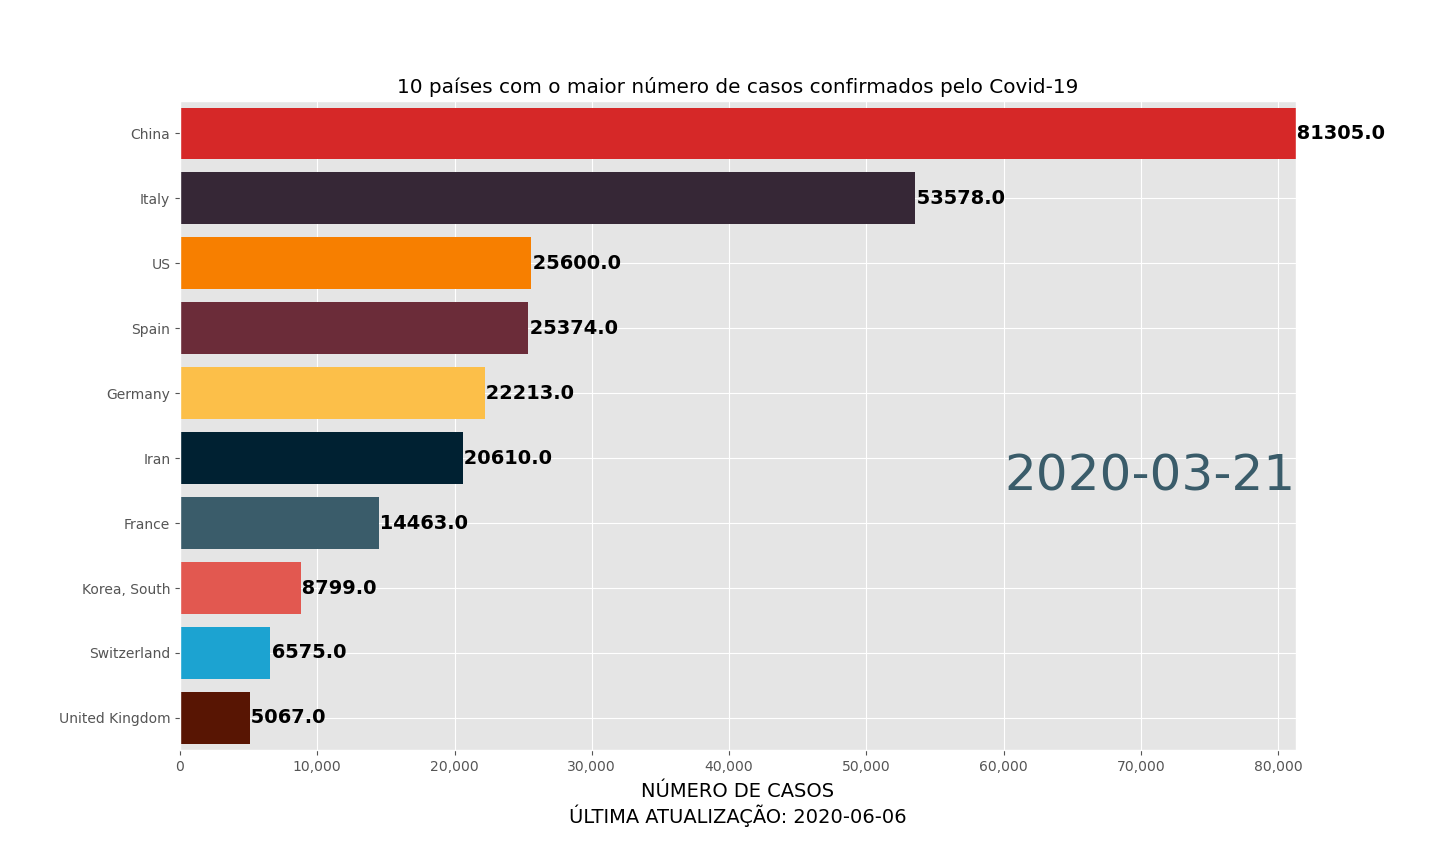 10 países com o maior número de casos confirmados pelo Covid-19
China 81305.0
Italy 53578.0
US 25600.0
Spain 25374.0
Germany 22213.0
Iran 20610.0
2020-03-21
France 14463.0
Korea, South 8799.0
Switzerland 6575.0
United Kingdom 5067.0
0 10,000 20,000 30,000 40,000 50,000 60,000 70,000 80,000
NÚMERO DE CASOS
ÚLTIMA ATUALIZAÇÃO: 2020-06-06